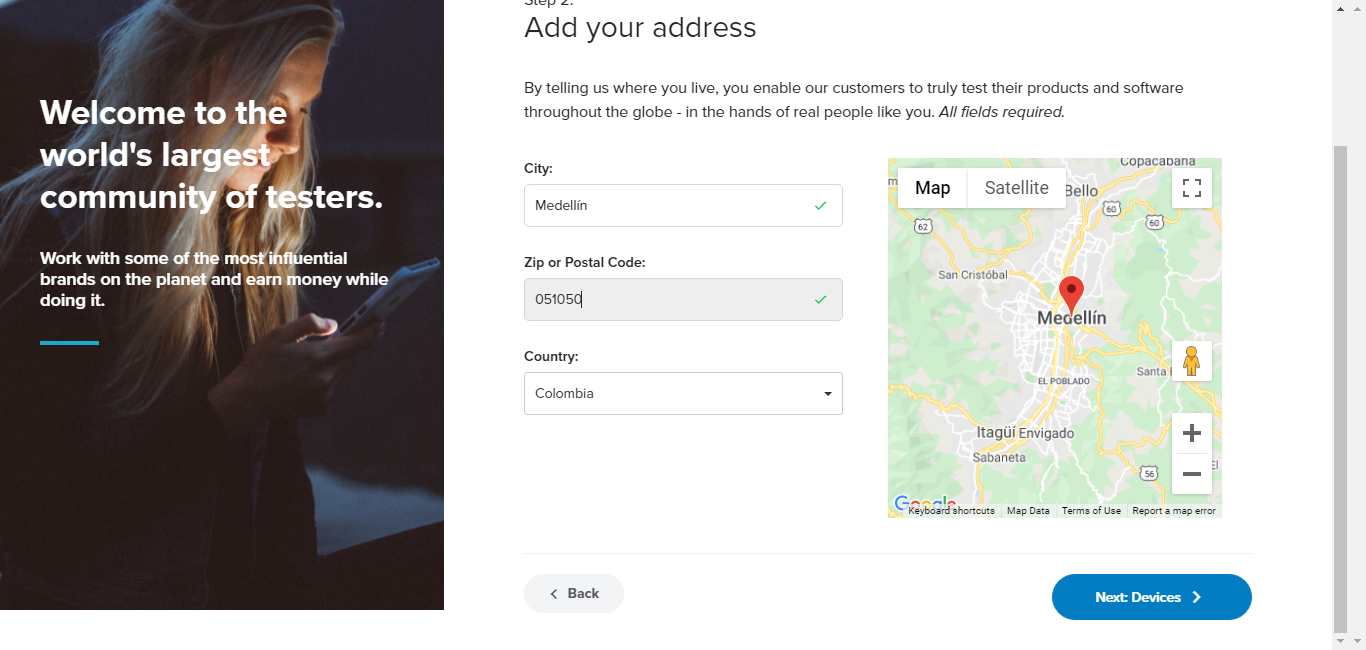 Welcome to the
world's largest
community of testers.
Work with some of the most influential
brands on the planet and earn money while
doing it.
Step 2:
Add your address
By telling us where you live, you enable our customers to truly test their products and software
throughout the globe - in the hands of real people like you. All fields required.
City:
Medellín
Zip or Postal Code:
051050
Country:
Colombia
Copacabana
Map
Satellite
Bello
60
60
62
San Cristóbal
Medellín
Santa
EL POBLADO
Itagüí
Envigado
Sabaneta
56
El
Google
Keyboard shortcuts
Map Data
Terms of Use
Report a map error
Back
Next: Devices